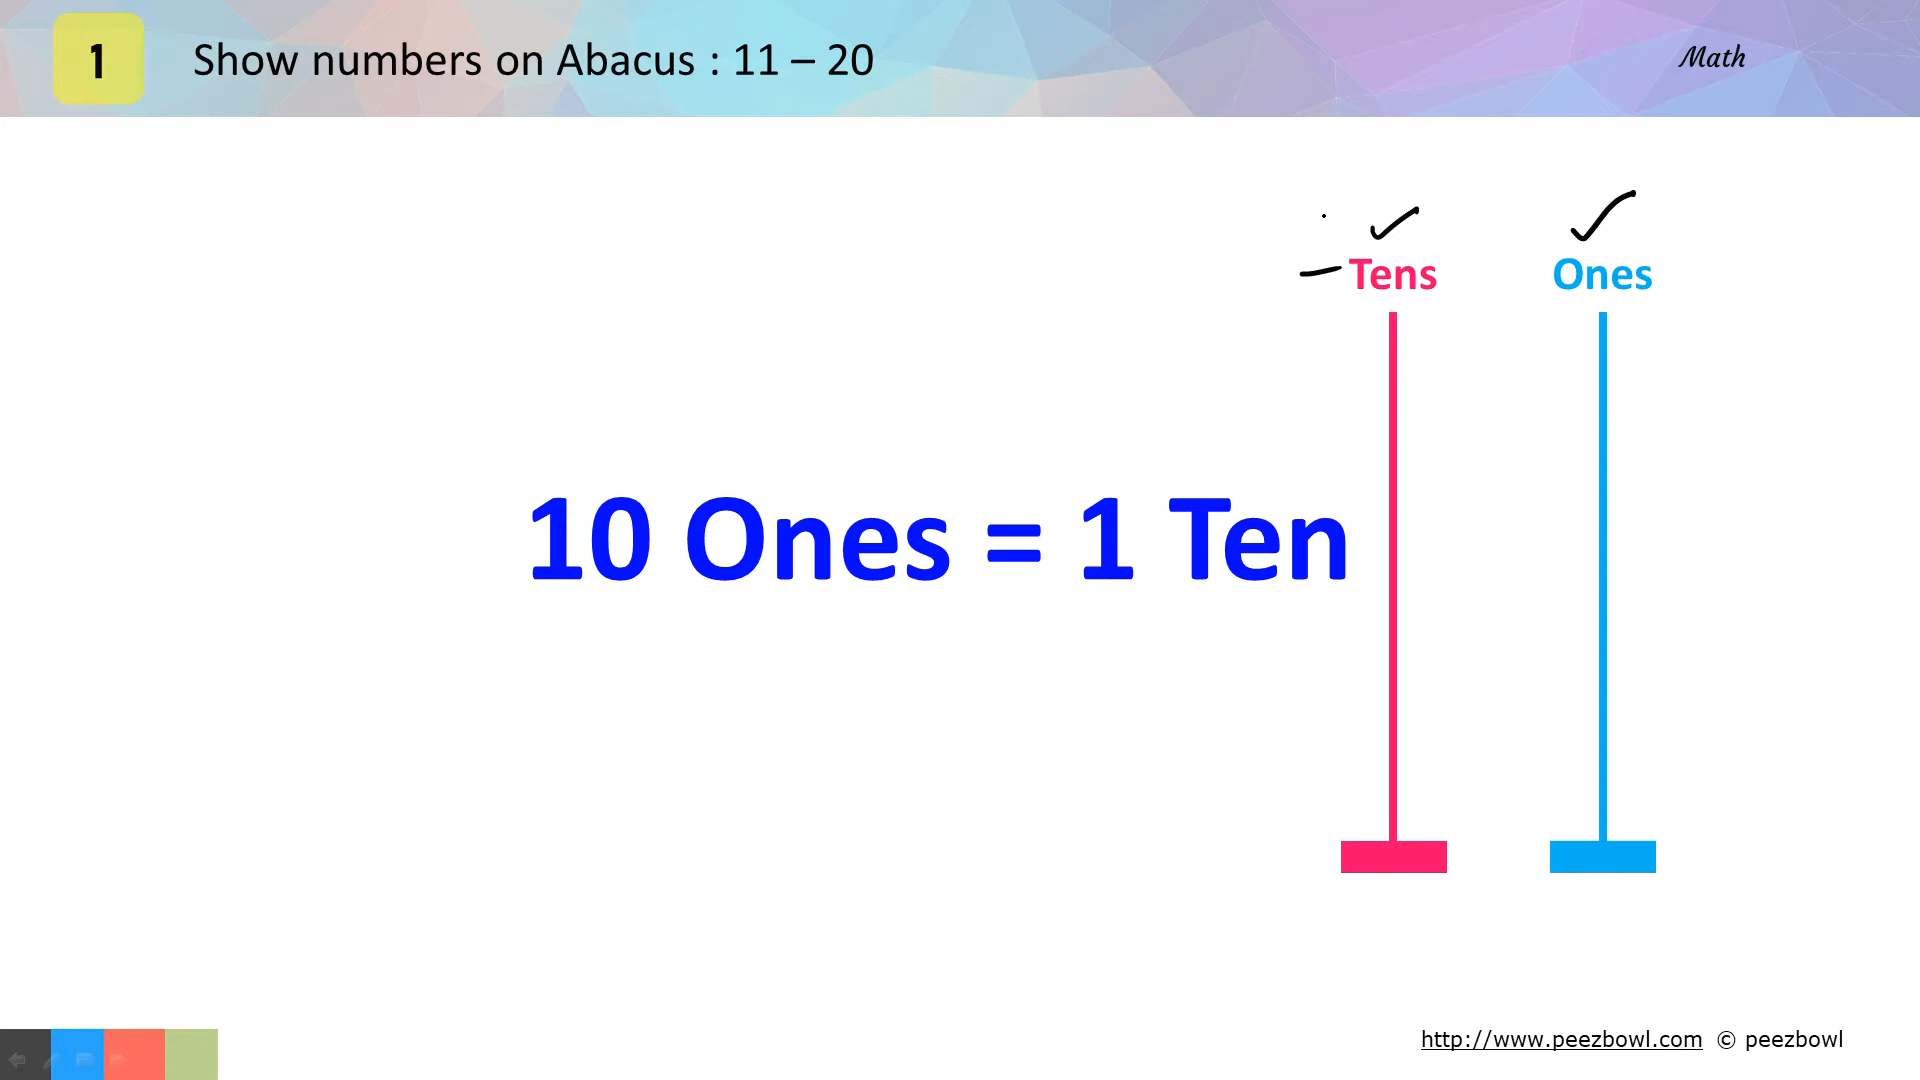 1 Show numbers on Abacus : 11 – 20 Math
Tens Ones
10 Ones = 1 Ten
http://www.peezbowl.com © peezbowl